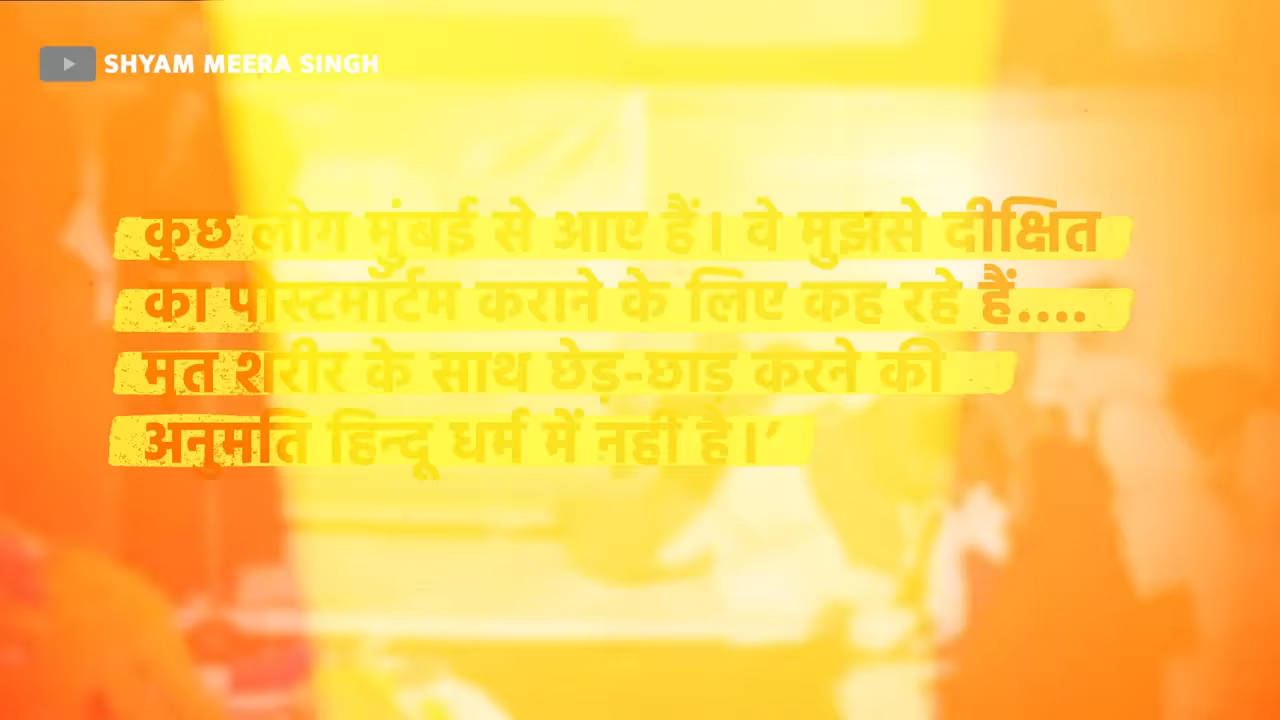 SHYAM MEERA SINGH
कुछ लोग मुंबई से आए हैं। वे मुझसे दीक्षित
का पोस्टमॉर्टम कराने के लिए कह रहे हैं....
मृत शरीर के साथ छेड़-छाड़ करने की
अनुमति हिन्दू धर्म में नहीं है।’